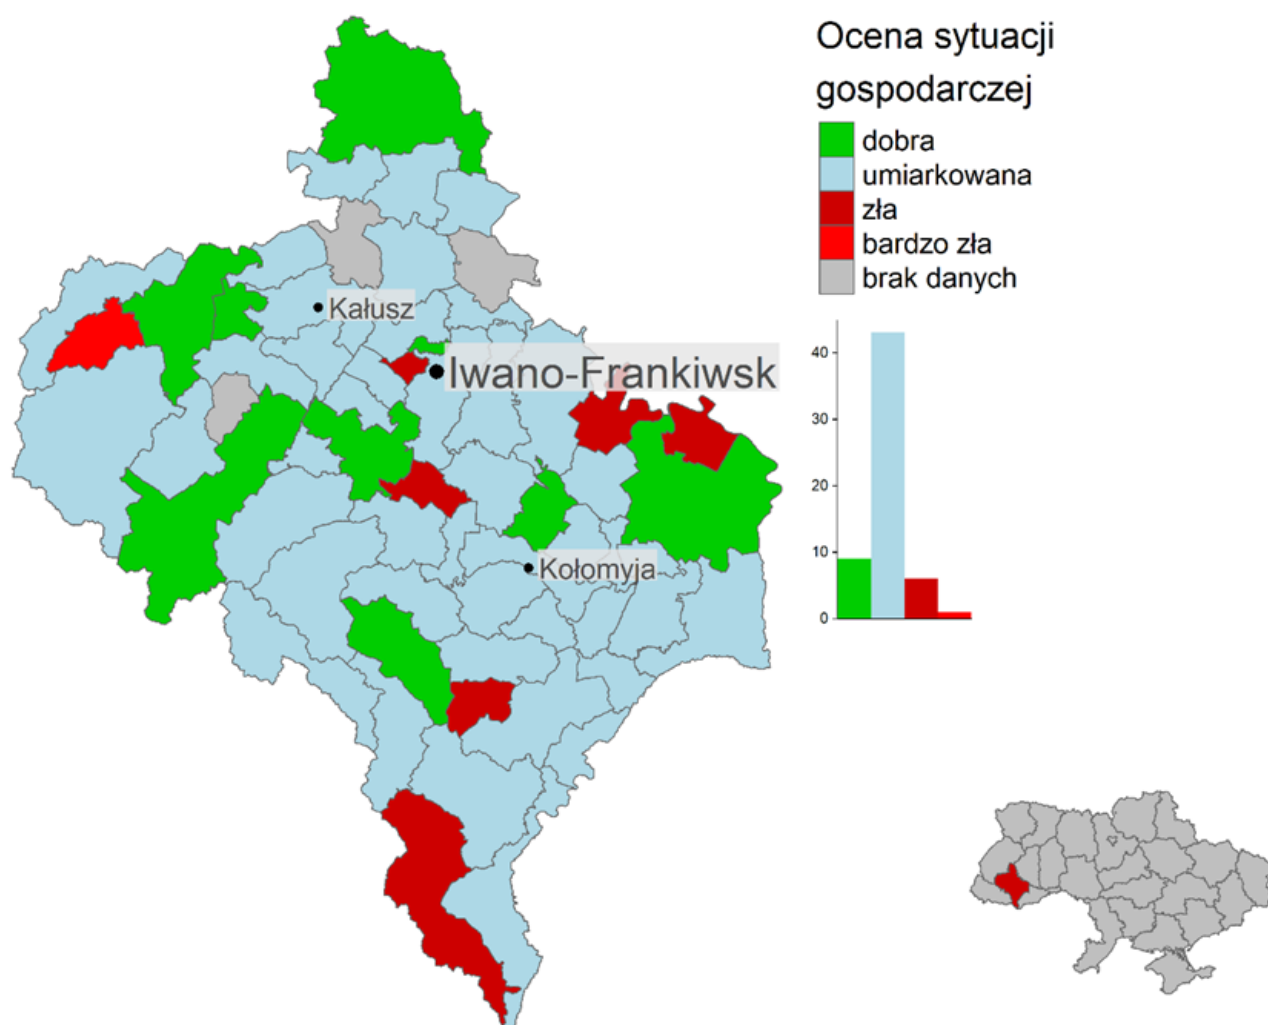 Ocena sytuacji
gospodarczej
dobra
umiarkowana
zła
bardzo zła
brak danych
Kałusz
Iwano-Frankiwsk
Kołomyja
40
30
20
10
0